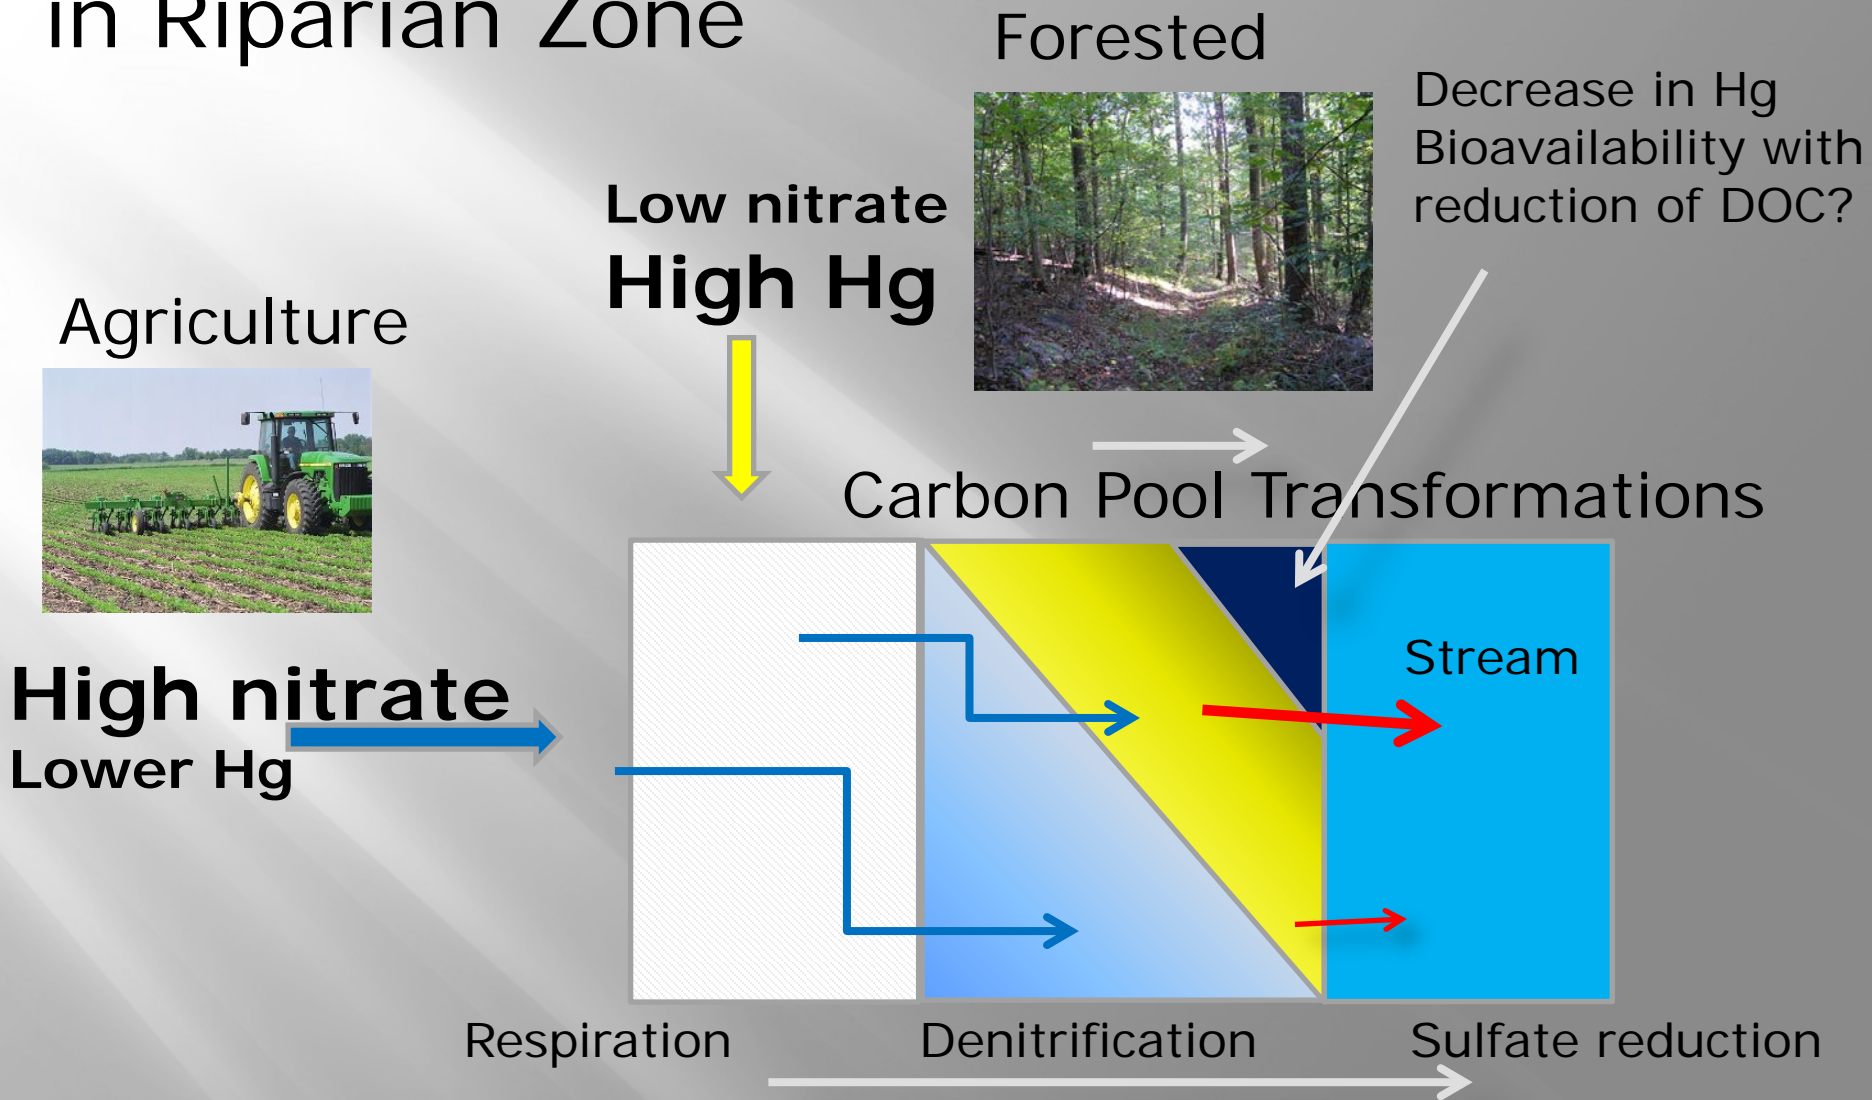 in Riparian Zone
Forested
Decrease in Hg
Bioavailability with
reduction of DOC?
Low nitrate
High Hg
Agriculture
Carbon Pool Transformations
High nitrate
Lower Hg
Stream
Respiration
Denitrification
Sulfate reduction